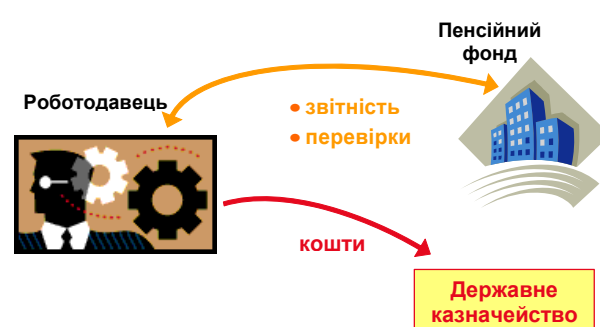 Пенсійний
фонд
Роботодавець
• звітність
• перевірки
кошти
Державне
казначейство